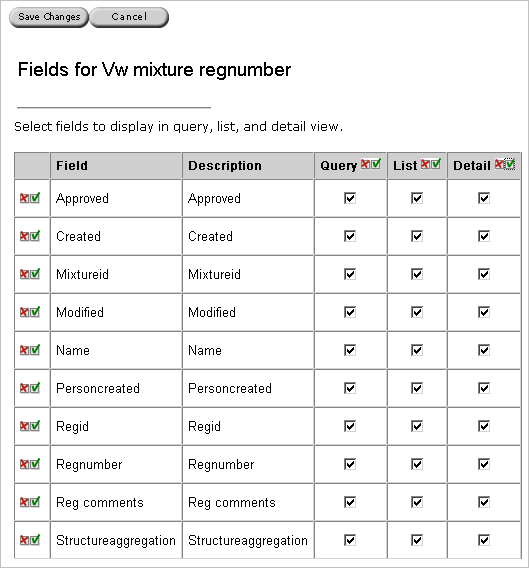 Save Changes Cancel
Fields for Vw mixture regnumber
Select fields to display in query, list, and detail view.
Field Description Query List Detail
Approved Approved
Created Created
Mixtureid Mixtureid
Modified Modified
Name Name
Personcreated Personcreated
Regid Regid
Regnumber Regnumber
Reg comments Reg comments
Structureaggregation Structureaggregation